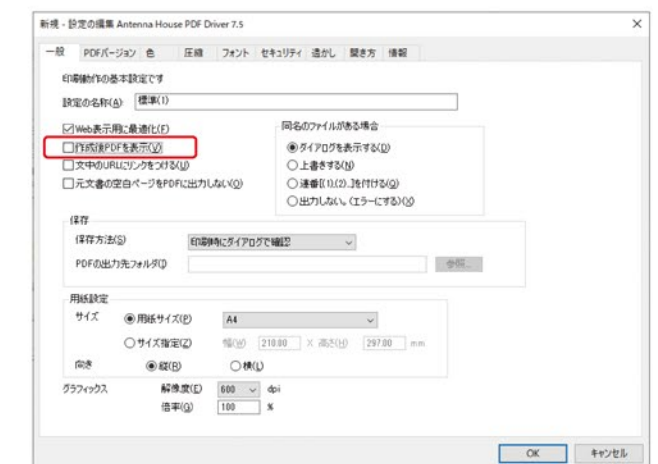 新規 - 設定の編集 Antenna House PDF Driver 7.5
一般 PDFバージョン 色 圧縮 フォント セキュリティ 透かし 開き方 情報
印刷動作の基本設定です
設定の名称(A) 標準(1)
Web表示用に最適化(F)
作成後PDFを表示(V)
文中のURLにリンクをつける(U)
元文書の空白ページをPDFに出力しない(O)
同名のファイルがある場合
ダイアログを表示する(D)
上書きする(N)
連番[(1),(2)..]を付ける(Q)
出力しない。(エラーにする)(X)
保存
保存方法(S) 印刷時にダイアログで確認
PDFの出力先フォルダ(I) 参照...
用紙設定
サイズ 用紙サイズ(P) A4
サイズ指定(Z) 幅(W) 210.00 × 高さ(H) 297.00 mm
向き 縦(R) 横(L)
グラフィックス 解像度(E) 600 dpi
倍率(G) 100 %
OK キャンセル